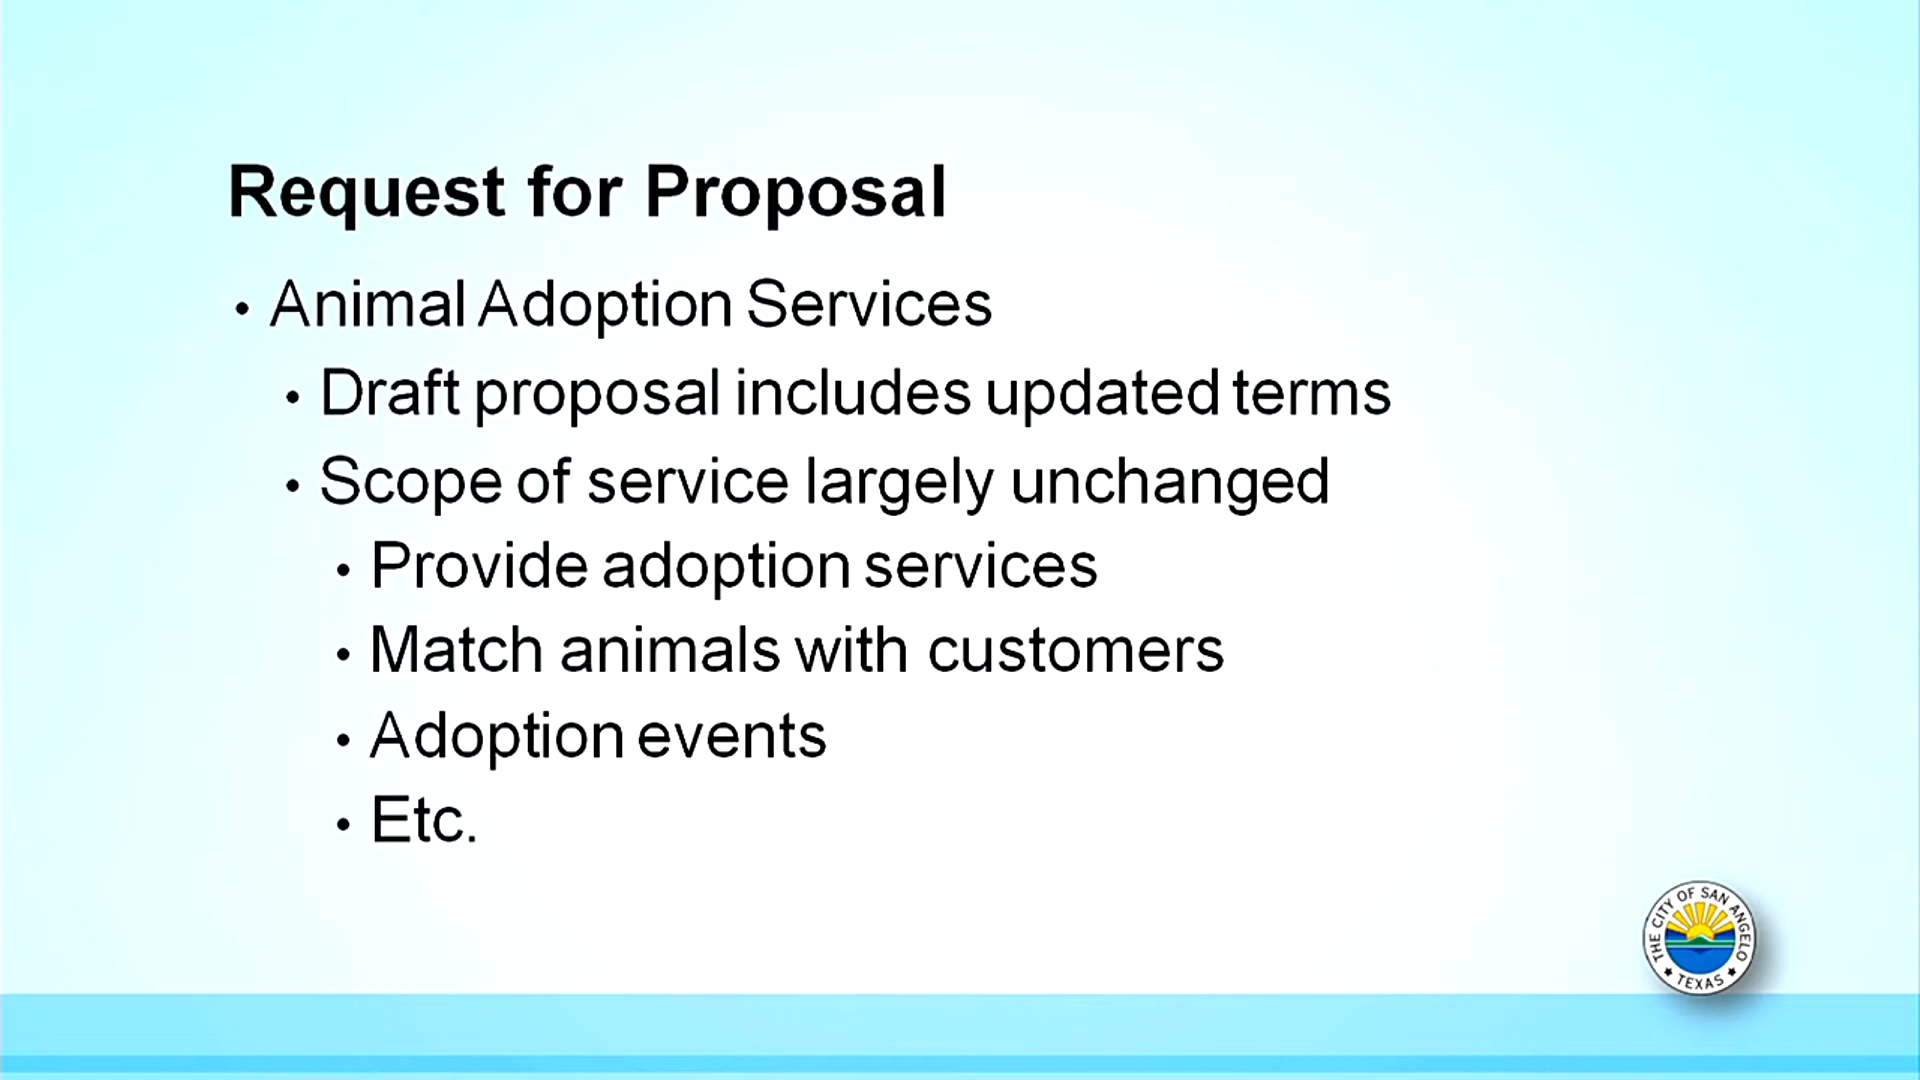 Request for Proposal
• Animal Adoption Services
• Draft proposal includes updated terms
• Scope of service largely unchanged
• Provide adoption services
• Match animals with customers
• Adoption events
• Etc.
THE CITY OF SAN ANGELO
★ TEXAS ★